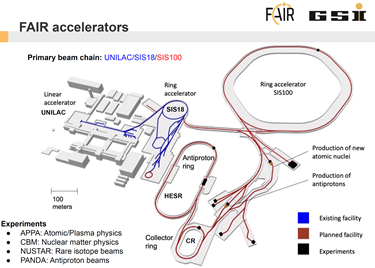 FAIR
GSI
FAIR accelerators
Primary beam chain: UNILAC/SIS18/SIS100
Linear
accelerator
UNILAC
Ring
accelerator
SIS18
Ring accelerator
SIS100
Antiproton
ring
HESR
Production of new
atomic nuclei
Production of
antiprotons
100
meters
Collector
ring
CR
Existing facility
Planned facility
Experiments
Experiments
• APPA: Atomic/Plasma physics
• CBM: Nuclear matter physics
• NUSTAR: Rare isotope beams
• PANDA: Antiproton beams